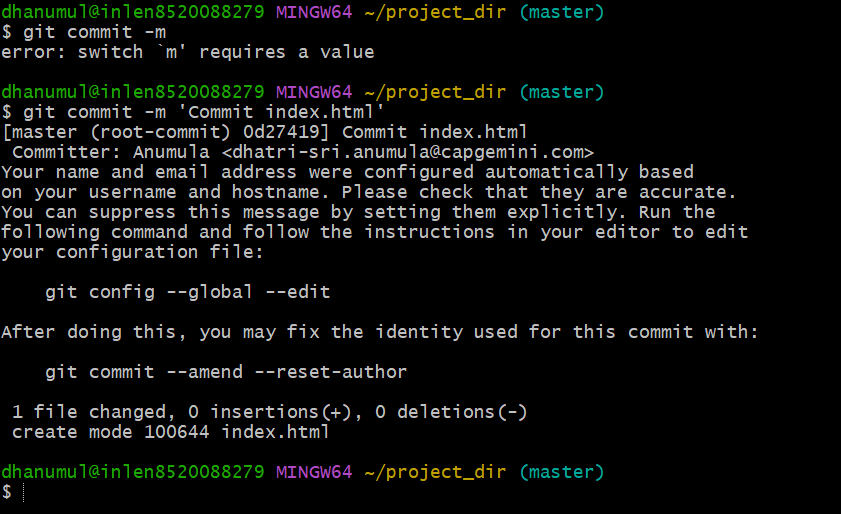 dhanumul@inlen8520088279 MINGW64 ~/project_dir (master)
$ git commit -m
error: switch `m' requires a value
dhanumul@inlen8520088279 MINGW64 ~/project_dir (master)
$ git commit -m 'Commit index.html'
[master (root-commit) 0d27419] Commit index.html
 Committer: Anumula <dhatri-sri.anumula@capgemini.com>
Your name and email address were configured automatically based
on your username and hostname. Please check that they are accurate.
You can suppress this message by setting them explicitly. Run the
following command and follow the instructions in your editor to edit
your configuration file:
    git config --global --edit
After doing this, you may fix the identity used for this commit with:
    git commit --amend --reset-author
 1 file changed, 0 insertions(+), 0 deletions(-)
 create mode 100644 index.html
dhanumul@inlen8520088279 MINGW64 ~/project_dir (master)
$